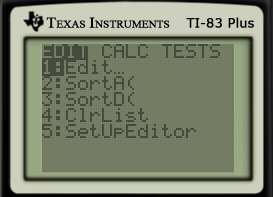 TEXAS INSTRUMENTS TI-83 Plus
EDIT CALC TESTS
1:Edit…
2:SortA(
3:SortD(
4:ClrList
5:SetUpEditor